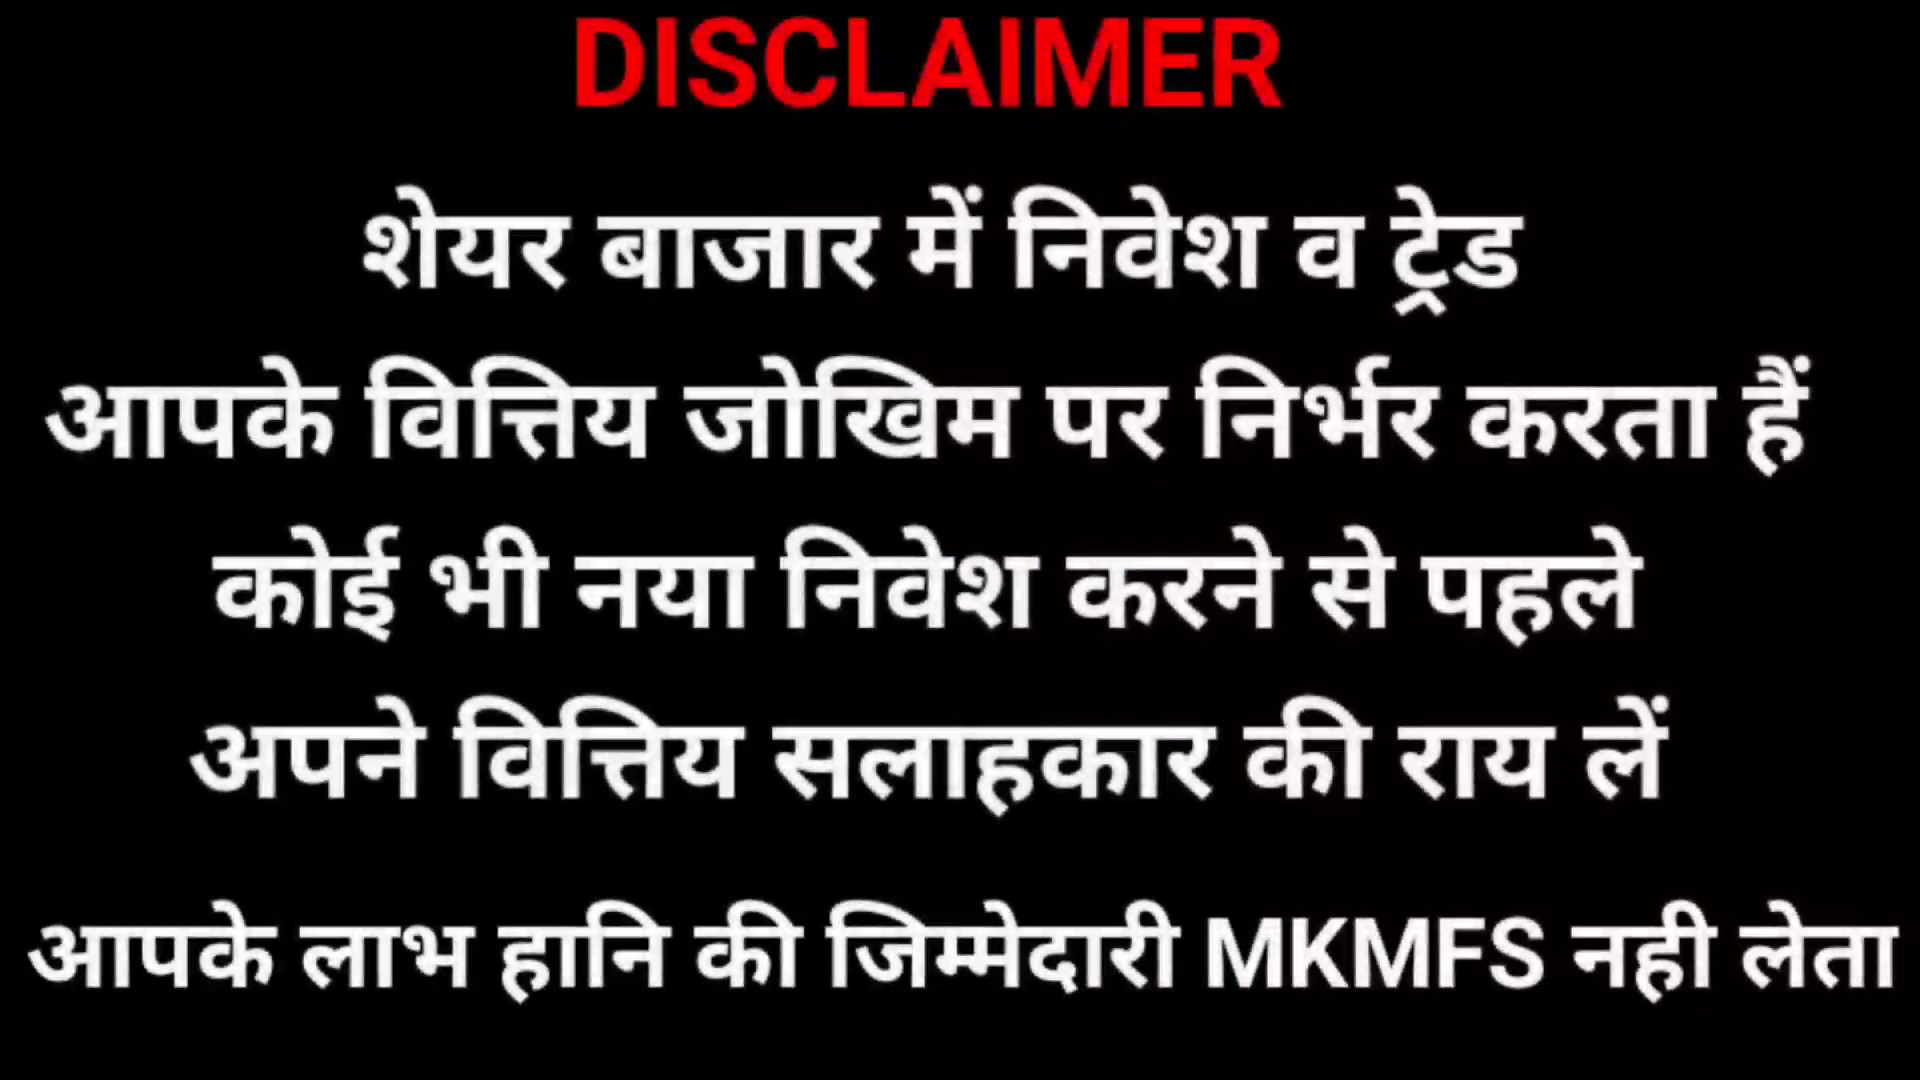 DISCLAIMER
शेयर बाजार में निवेश व ट्रेड
आपके वित्तिय जोखिम पर निर्भर करता हैं
कोई भी नया निवेश करने से पहले
अपने वित्तिय सलाहकार की राय लें
आपके लाभ हानि की जिम्मेदारी MKMFS नही लेता